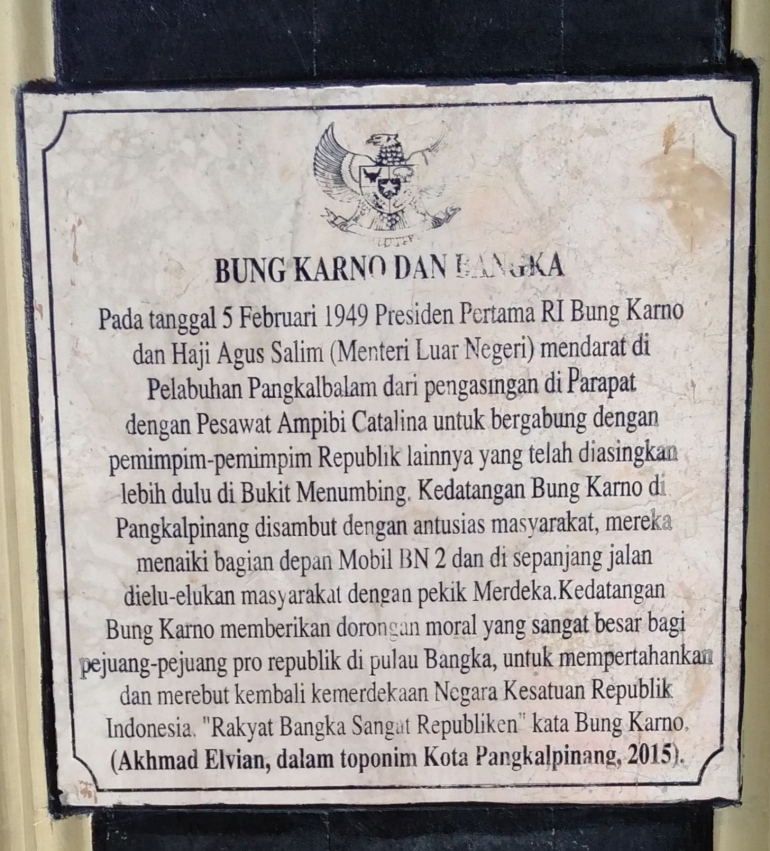 BUNG KARNO DAN BANGKA
Pada tanggal 5 Februari 1949 Presiden Pertama RI Bung Karno
dan Haji Agus Salim (Menteri Luar Negeri) mendarat di
Pelabuhan Pangkalbalam dari pengasingan di Parapat
dengan Pesawat Ampibi Catalina untuk bergabung dengan
pemimpim-pemimpim Republik lainnya yang telah diasingkan
lebih dulu di Bukit Menumbing. Kedatangan Bung Karno di
Pangkalpinang disambut dengan antusias masyarakat, mereka
menaiki bagian depan Mobil BN 2 dan di sepanjang jalan
dielu-elukan masyarakat dengan pekik Merdeka.Kedatangan
Bung Karno memberikan dorongan moral yang sangat besar bagi
pejuang-pejuang pro republik di pulau Bangka, untuk mempertahankan
dan merebut kembali kemerdekaan Negara Kesatuan Republik
Indonesia. "Rakyat Bangka Sangat Republiken" kata Bung Karno.
(Akhmad Elvian, dalam toponim Kota Pangkalpinang, 2015).